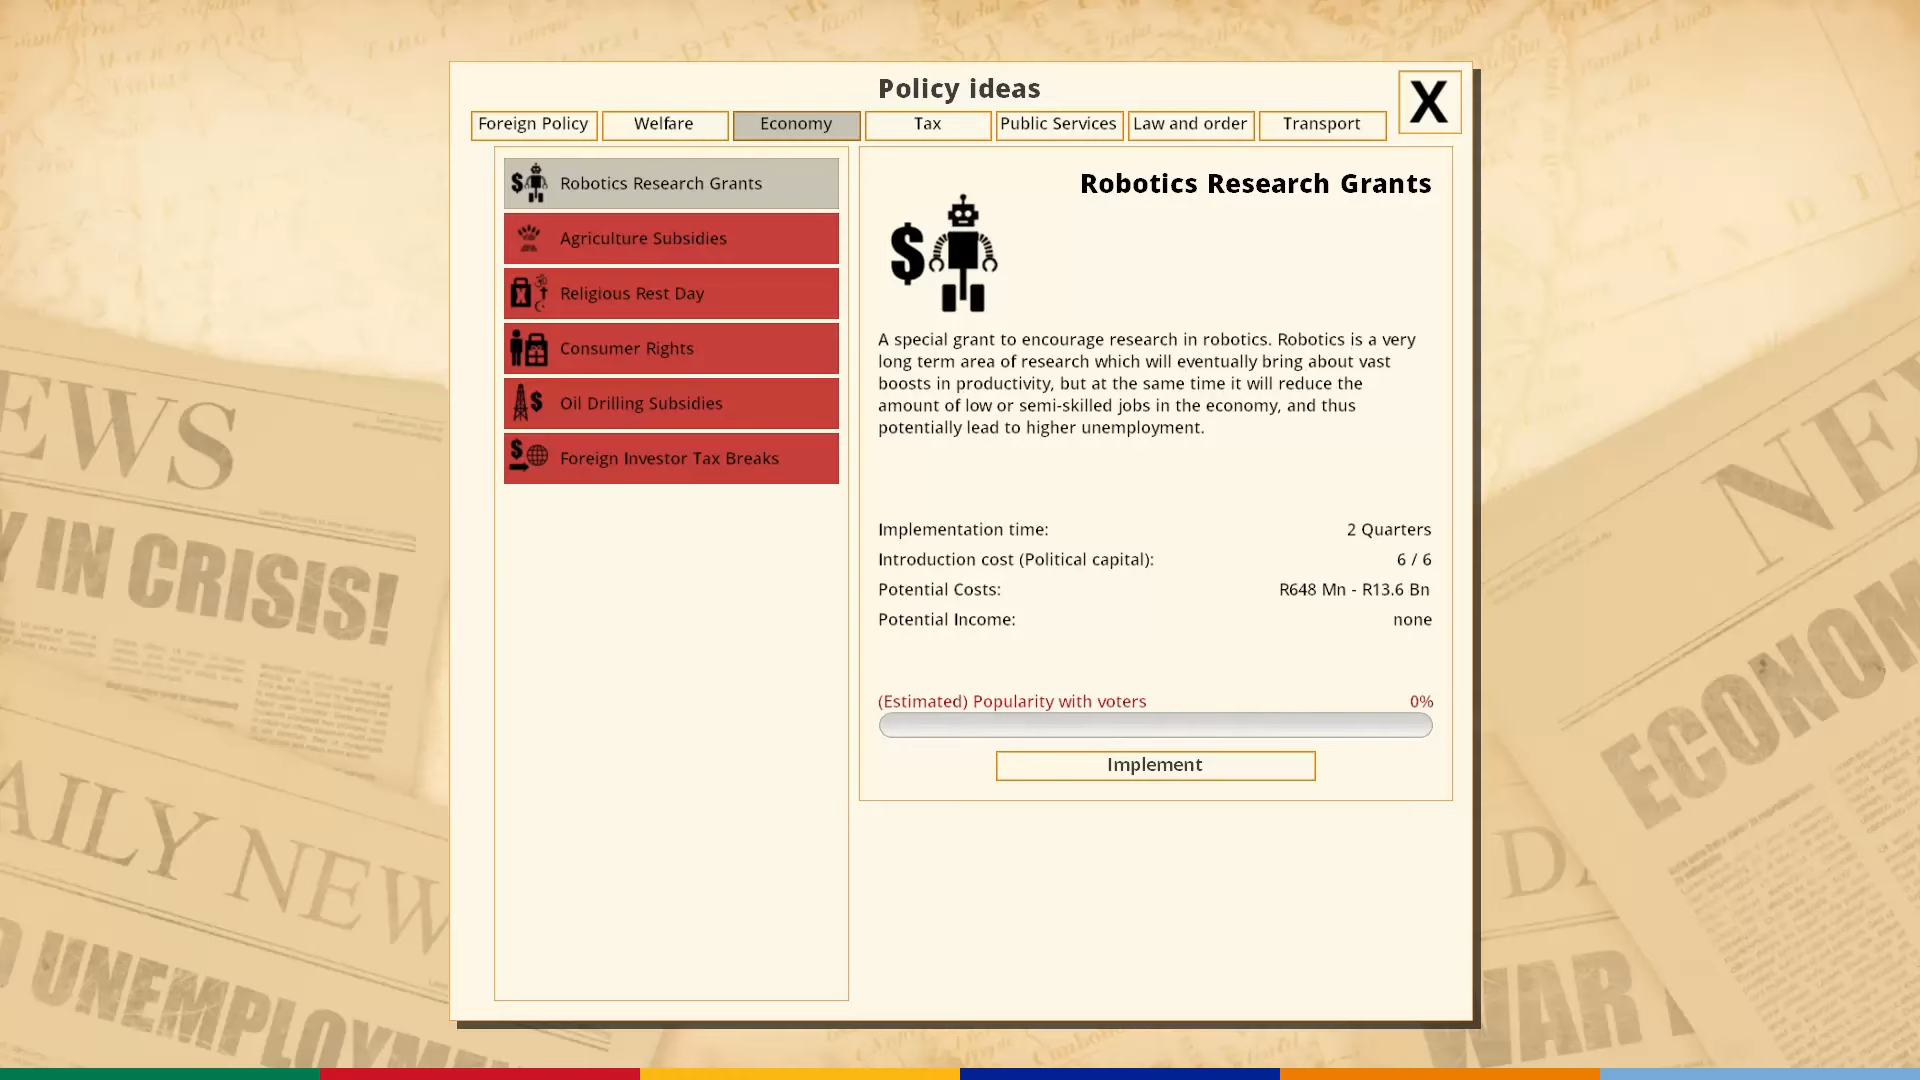 Policy ideas
X
Foreign Policy
Welfare
Economy
Tax
Public Services
Law and order
Transport
Robotics Research Grants
Agriculture Subsidies
Religious Rest Day
Consumer Rights
Oil Drilling Subsidies
Foreign Investor Tax Breaks
Robotics Research Grants
A special grant to encourage research in robotics. Robotics is a very
long term area of research which will eventually bring about vast
boosts in productivity, but at the same time it will reduce the
amount of low or semi-skilled jobs in the economy, and thus
potentially lead to higher unemployment.
Implementation time: 2 Quarters
Introduction cost (Political capital): 6 / 6
Potential Costs: R648 Mn - R13.6 Bn
Potential Income: none
(Estimated) Popularity with voters 0%
Implement
EWS
Y IN CRISIS!
AILY NEW
UNEMPLOYM
NE
ECONOM
DA
WAR